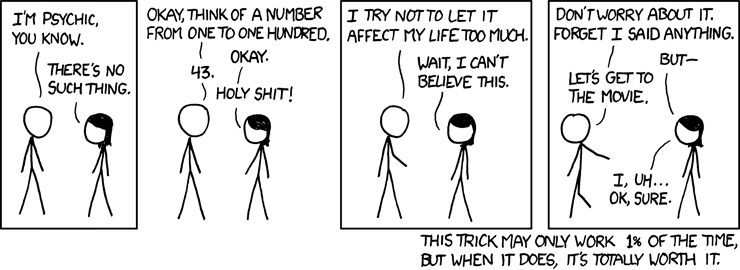 I'M PSYCHIC,
YOU KNOW.
THERE'S NO
SUCH THING.
OKAY, THINK OF A NUMBER
FROM ONE TO ONE HUNDRED.
OKAY.
43.
HOLY SHIT!
I TRY NOT TO LET IT
AFFECT MY LIFE TOO MUCH.
WAIT, I CAN'T
BELIEVE THIS.
DON'T WORRY ABOUT IT.
FORGET I SAID ANYTHING.
BUT—
LET'S GET TO
THE MOVIE.
I, UH...
OK, SURE.
THIS TRICK MAY ONLY WORK 1% OF THE TIME,
BUT WHEN IT DOES, IT'S TOTALLY WORTH IT.